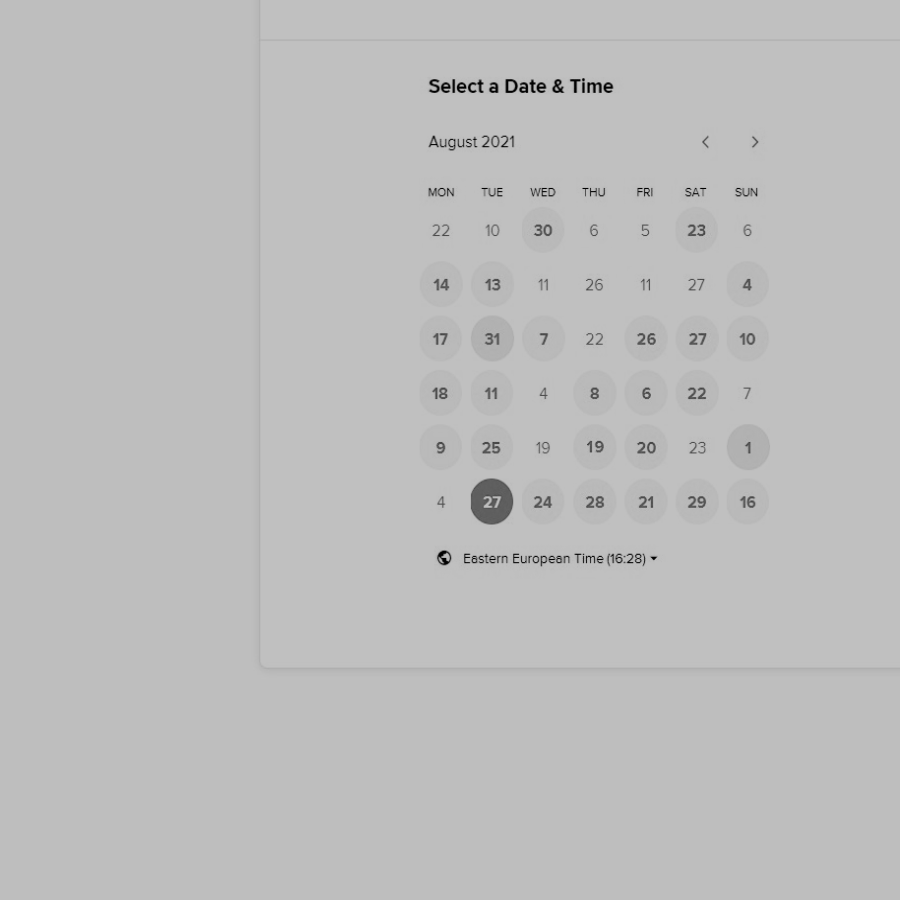 Select a Date & Time
August 2021
MON TUE WED THU FRI SAT SUN
22 10 30 6 5 23 6
14 13 11 26 11 27 4
17 31 7 22 26 27 10
18 11 4 8 6 22 7
9 25 19 19 20 23 1
4 27 24 28 21 29 16
Eastern European Time (16:28)